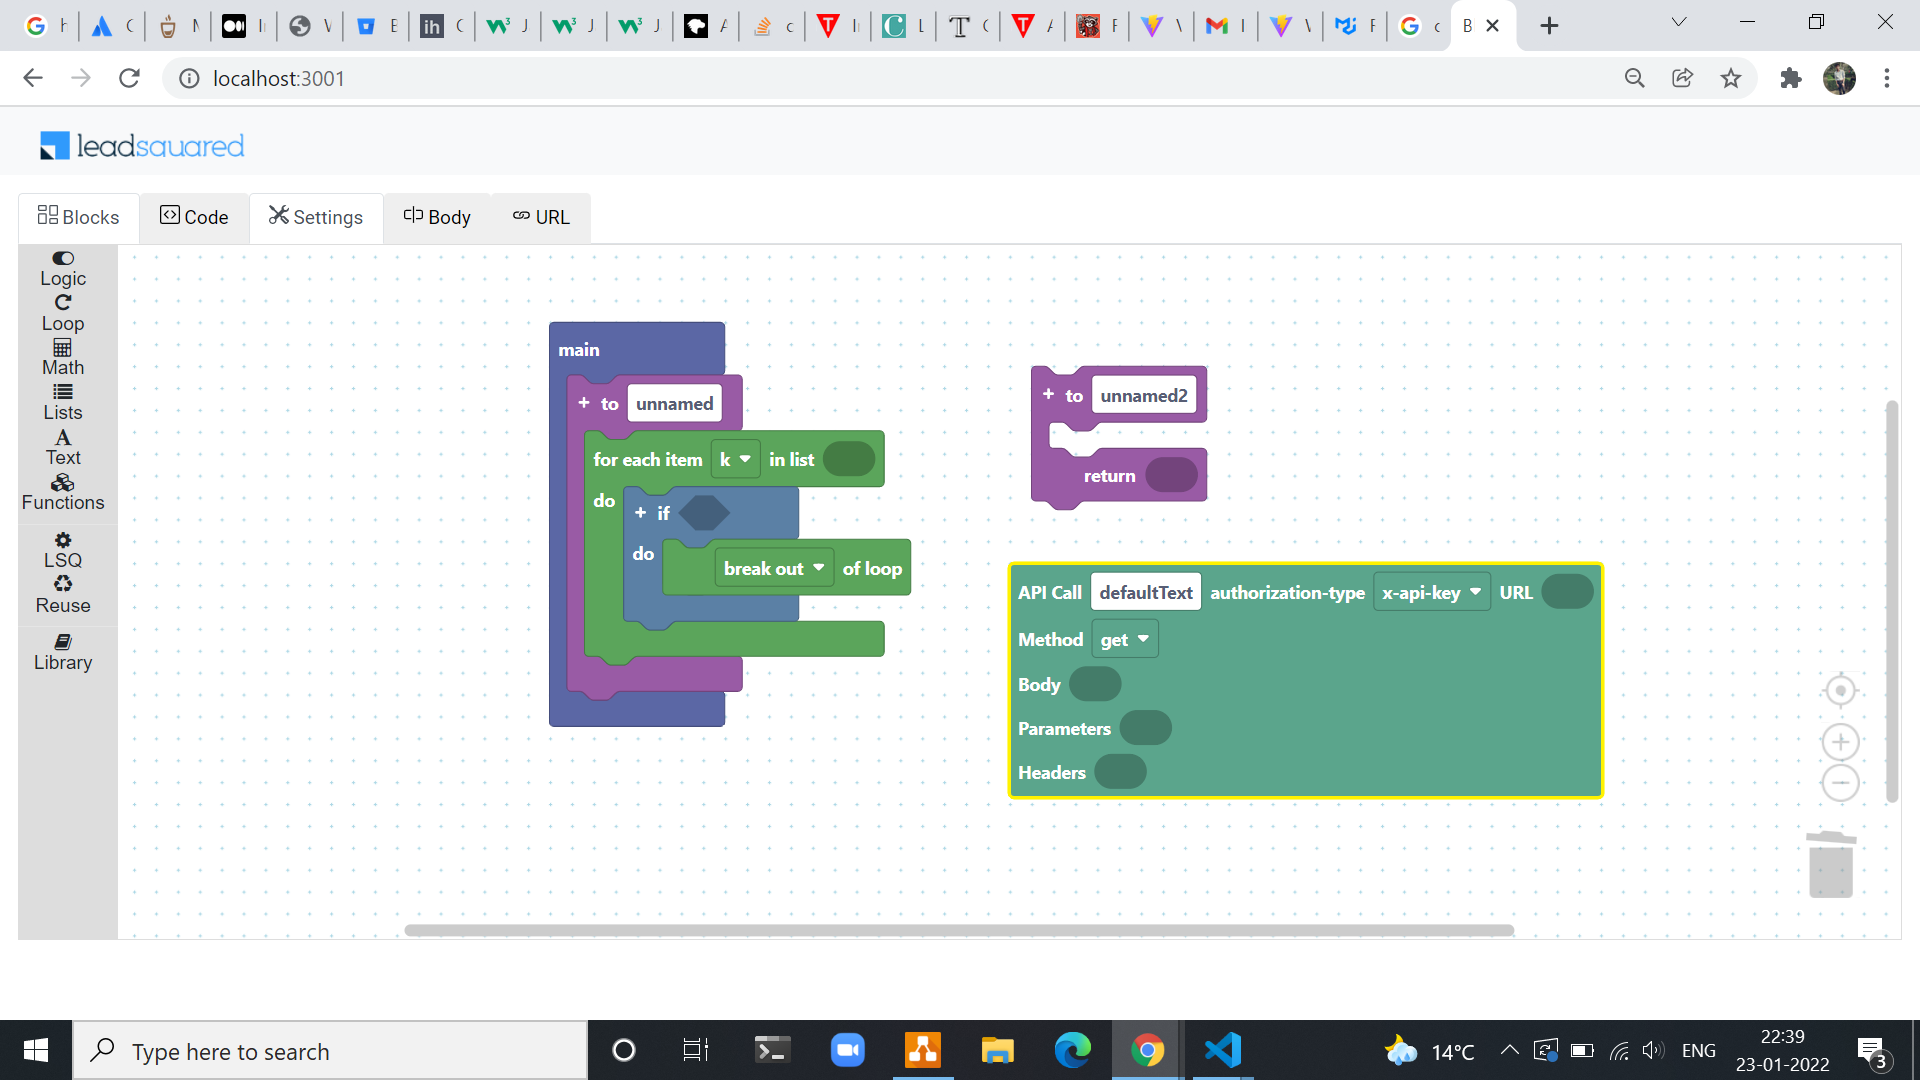 localhost:3001
leadsquared
Blocks
Code
Settings
Body
URL
Logic
Loop
Math
Lists
Text
Functions
LSQ
Reuse
Library
main
+ to unnamed
for each item k in list
do
+ if
do
break out of loop
+ to unnamed2
return
API Call defaultText authorization-type x-api-key URL
Method get
Body
Parameters
Headers
Type here to search
14°C
ENG
22:39
23-01-2022
3